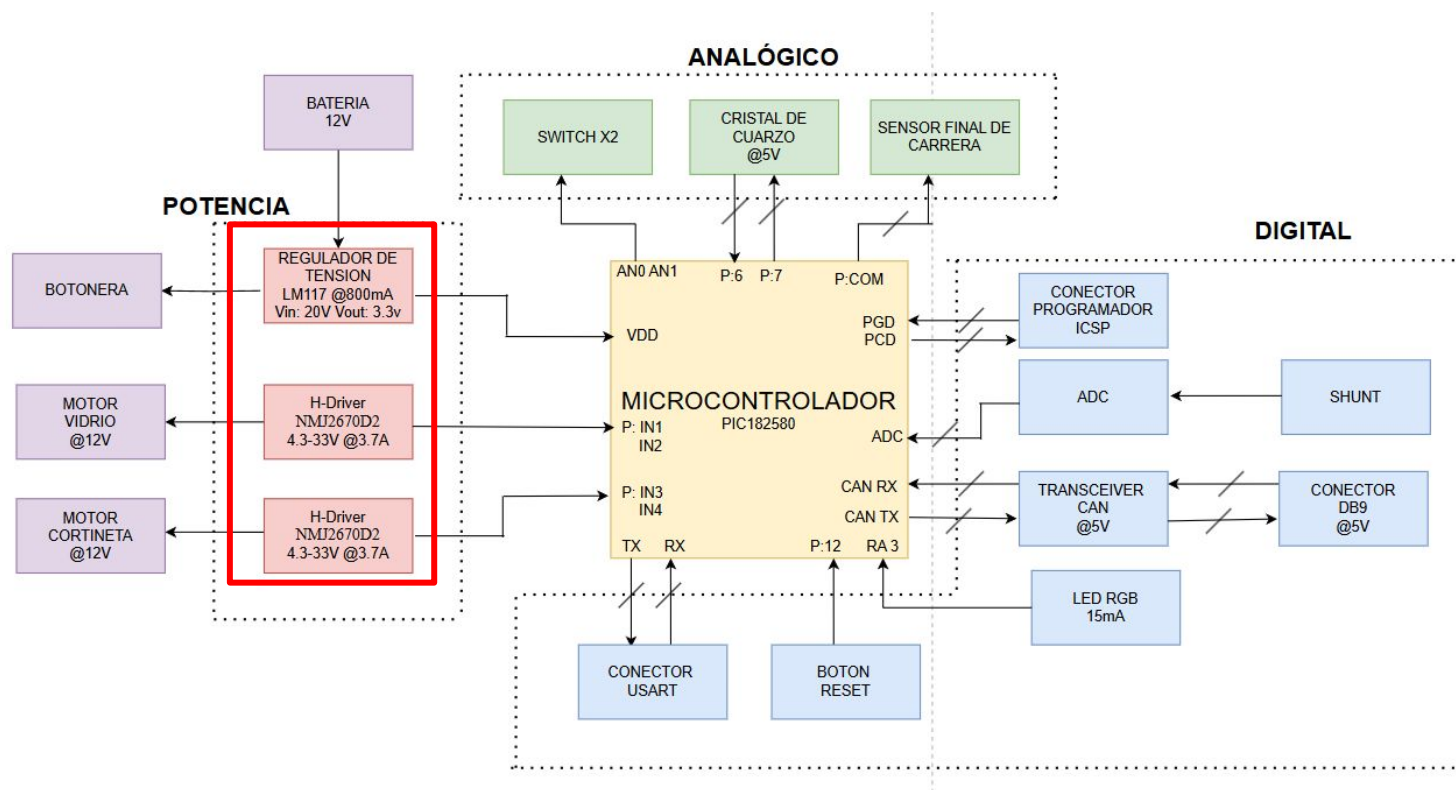 ANALÓGICO
BATERIA
12V
SWITCH X2
CRISTAL DE
CUARZO
@5V
SENSOR FINAL DE
CARRERA
POTENCIA
DIGITAL
BOTONERA
REGULADOR DE
TENSION
LM117 @800mA
Vin: 20V Vout: 3.3v
AN0 AN1
P:6
P:7
P:COM
VDD
PGD
PCD
CONECTOR
PROGRAMADOR
ICSP
MOTOR
VIDRIO
@12V
H-Driver
NMJ2670D2
4.3-33V @3.7A
MICROCONTROLADOR
PIC182580
P: IN1
IN2
ADC
ADC
SHUNT
MOTOR
CORTINETA
@12V
H-Driver
NMJ2670D2
4.3-33V @3.7A
P: IN3
IN4
CAN RX
CAN TX
TRANSCEIVER
CAN
@5V
CONECTOR
DB9
@5V
TX
RX
P:12
RA 3
LED RGB
15mA
CONECTOR
USART
BOTON
RESET